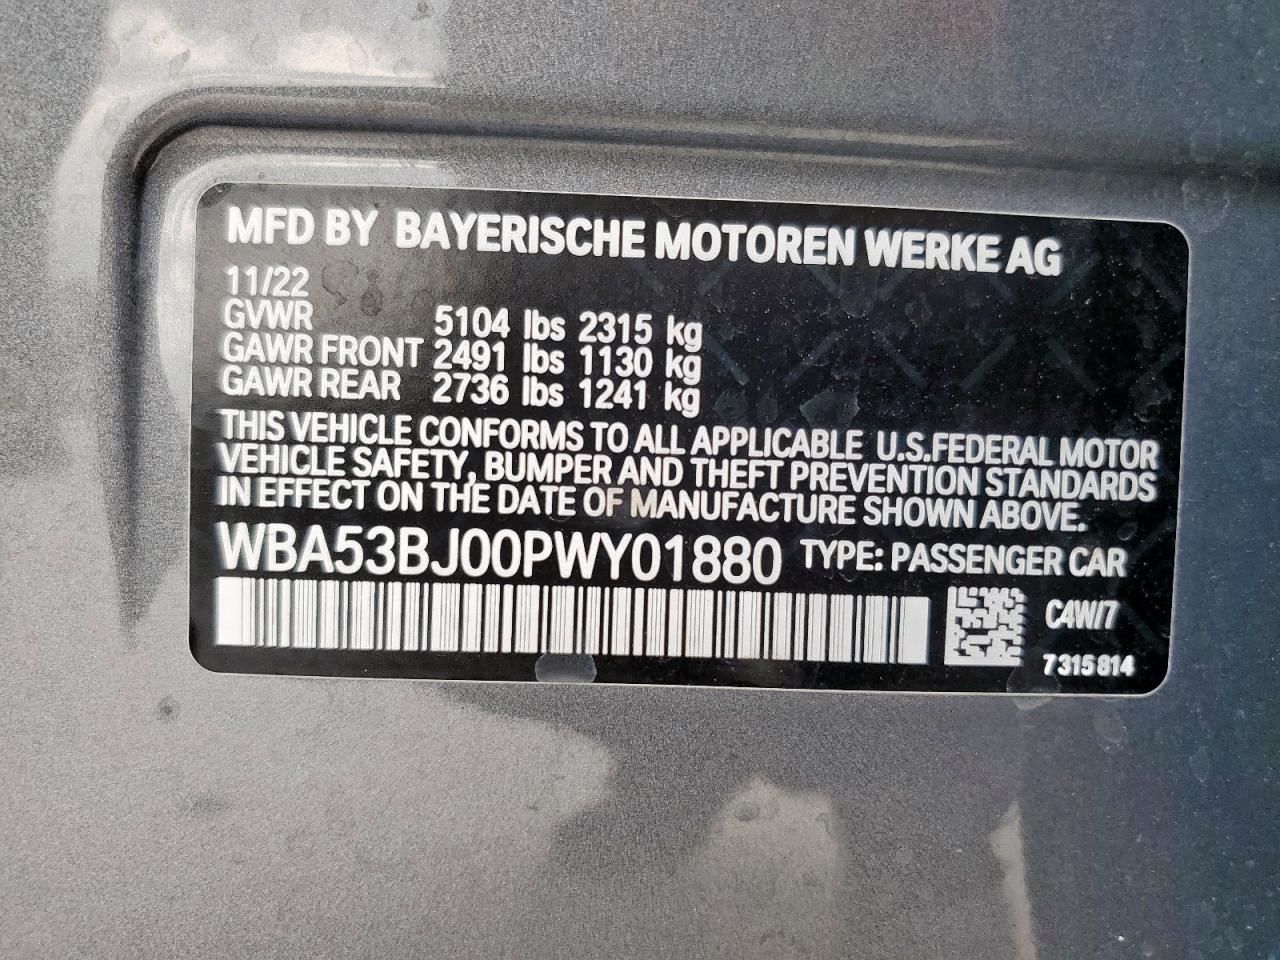 MFD BY BAYERISCHE MOTOREN WERKE AG
11/22
GVWR 5104 lbs 2315 kg
GAWR FRONT 2491 lbs 1130 kg
GAWR REAR 2736 lbs 1241 kg
THIS VEHICLE CONFORMS TO ALL APPLICABLE U.S.FEDERAL MOTOR
VEHICLE SAFETY, BUMPER AND THEFT PREVENTION STANDARDS
IN EFFECT ON THE DATE OF MANUFACTURE SHOWN ABOVE.
WBA53BJ00PWY01880 TYPE: PASSENGER CAR
C4W/7
7315814